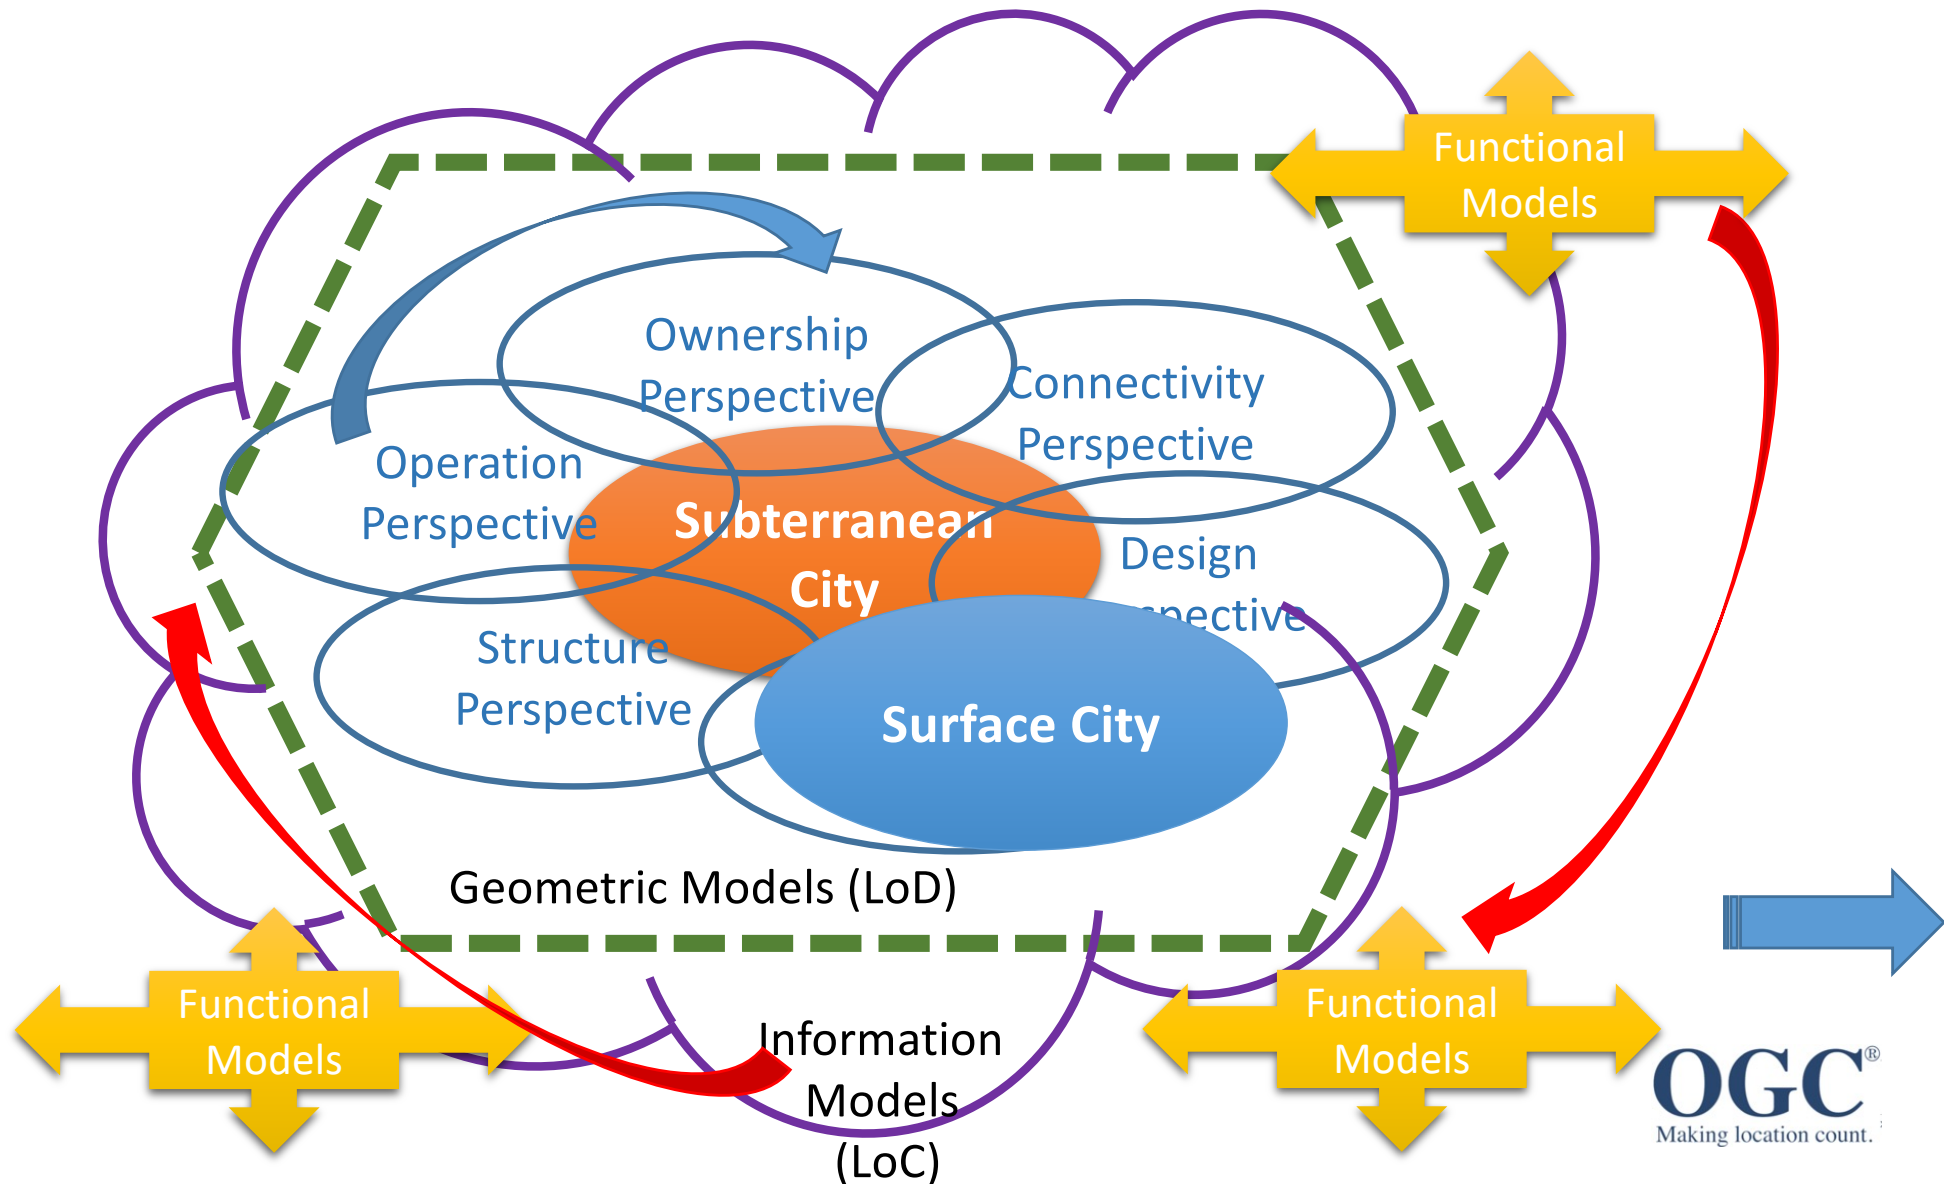 Functional
Models
Ownership
Perspective
Connectivity
Perspective
Operation
Perspective
Subterranean
City
Design
Structure
Perspective
Surface City
Geometric Models (LoD)
Functional
Models
Information
Models
(LoC)
Functional
Models
OGC®
Making location count.